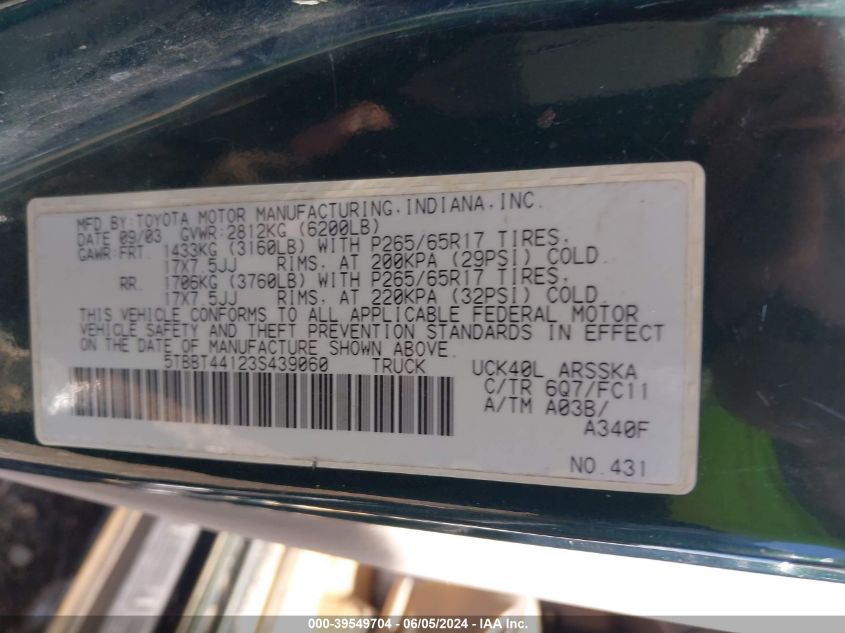 MFD.BY:TOYOTA MOTOR MANUFACTURING.INDIANA.INC.
DATE 09/03 GVWR:2812KG (6200LB)
GAWR:FRT. 1433KG (3160LB) WITH P265/65R17 TIRES.
17X7.5JJ RIMS. AT 200KPA (29PSI) COLD.
RR. 1706KG (3760LB) WITH P265/65R17 TIRES.
17X7.5JJ RIMS. AT 220KPA (32PSI) COLD.
THIS VEHICLE CONFORMS TO ALL APPLICABLE FEDERAL MOTOR
VEHICLE SAFETY AND THEFT PREVENTION STANDARDS IN EFFECT
ON THE DATE OF MANUFACTURE SHOWN ABOVE.
5TBBT44123S439060 TRUCK UCK40L ARSSKA
C/TR 6Q7/FC11
A/TM A03B/
A340F
NO.431
000-39549704 - 06/05/2024 - IAA Inc.